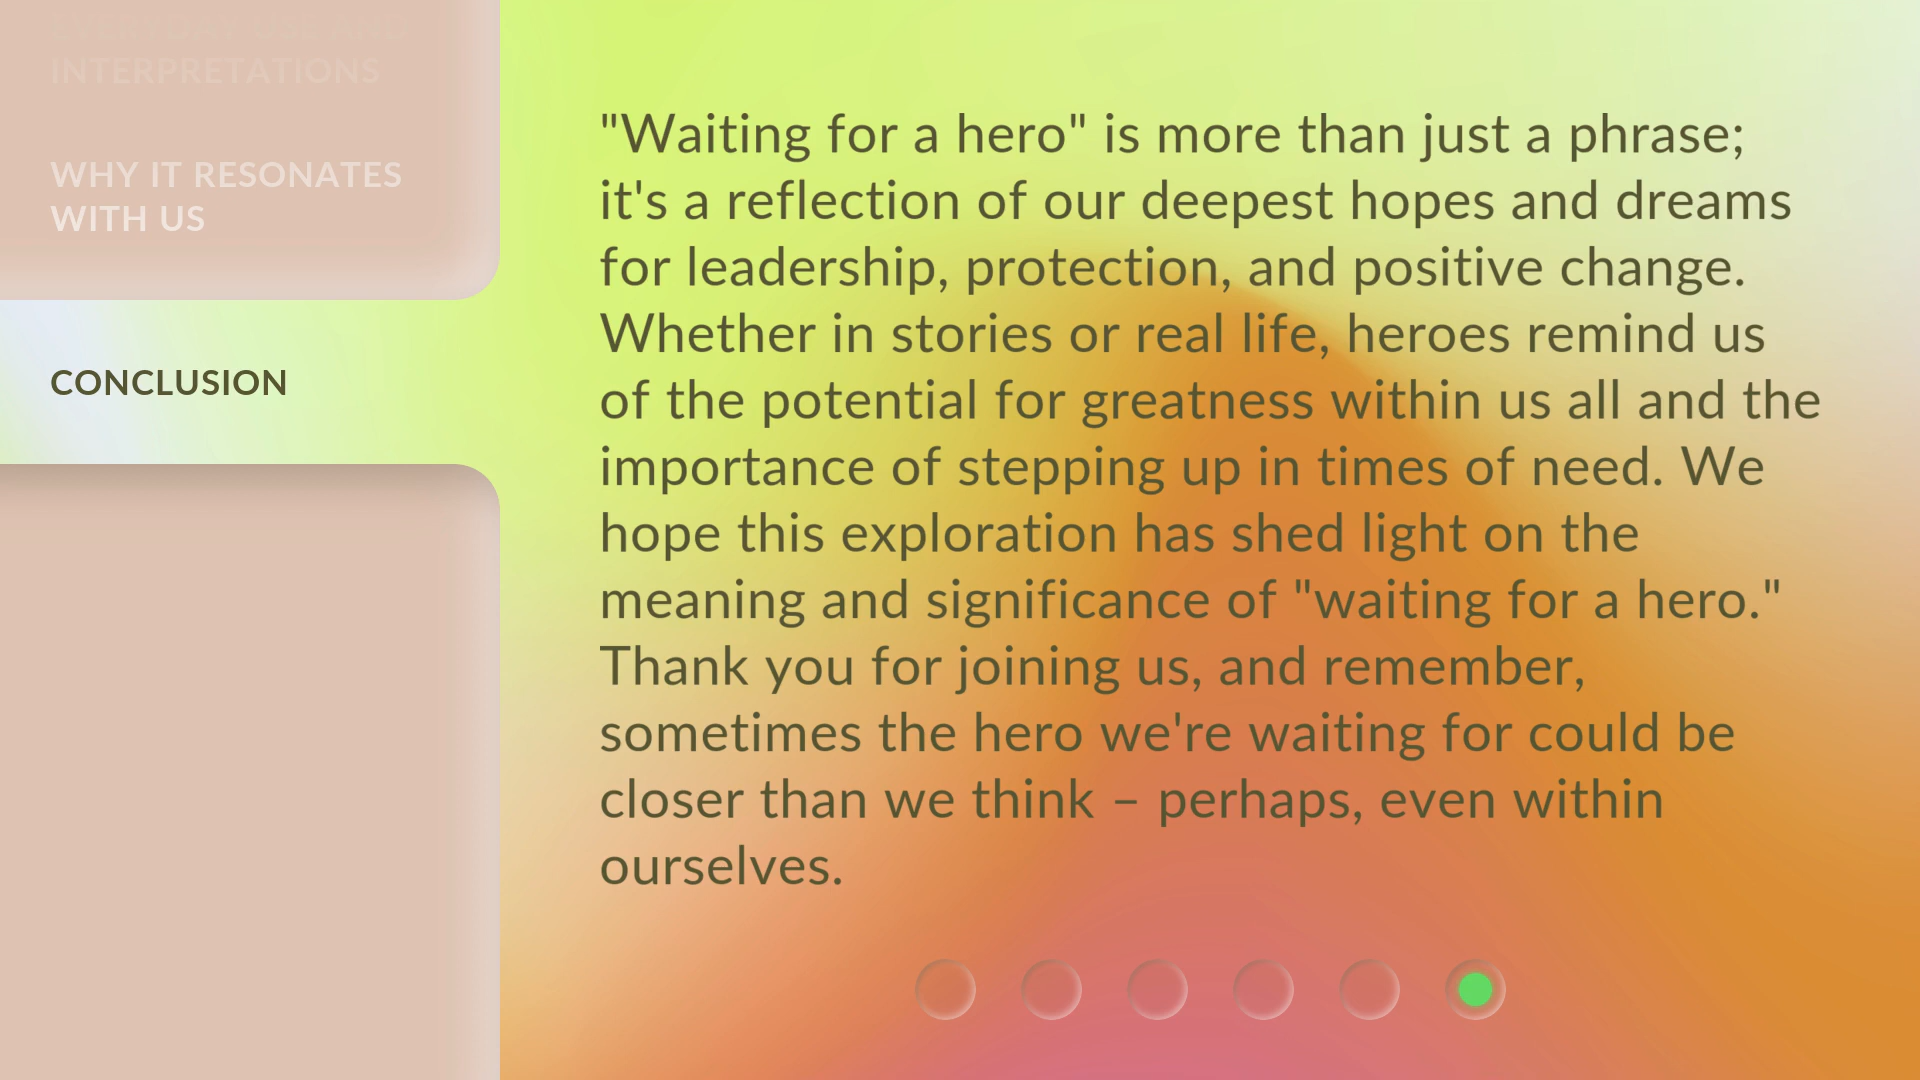 EVERYDAY USE AND
INTERPRETATIONS
WHY IT RESONATES
WITH US
CONCLUSION
"Waiting for a hero" is more than just a phrase;
it's a reflection of our deepest hopes and dreams
for leadership, protection, and positive change.
Whether in stories or real life, heroes remind us
of the potential for greatness within us all and the
importance of stepping up in times of need. We
hope this exploration has shed light on the
meaning and significance of "waiting for a hero."
Thank you for joining us, and remember,
sometimes the hero we're waiting for could be
closer than we think – perhaps, even within
ourselves.